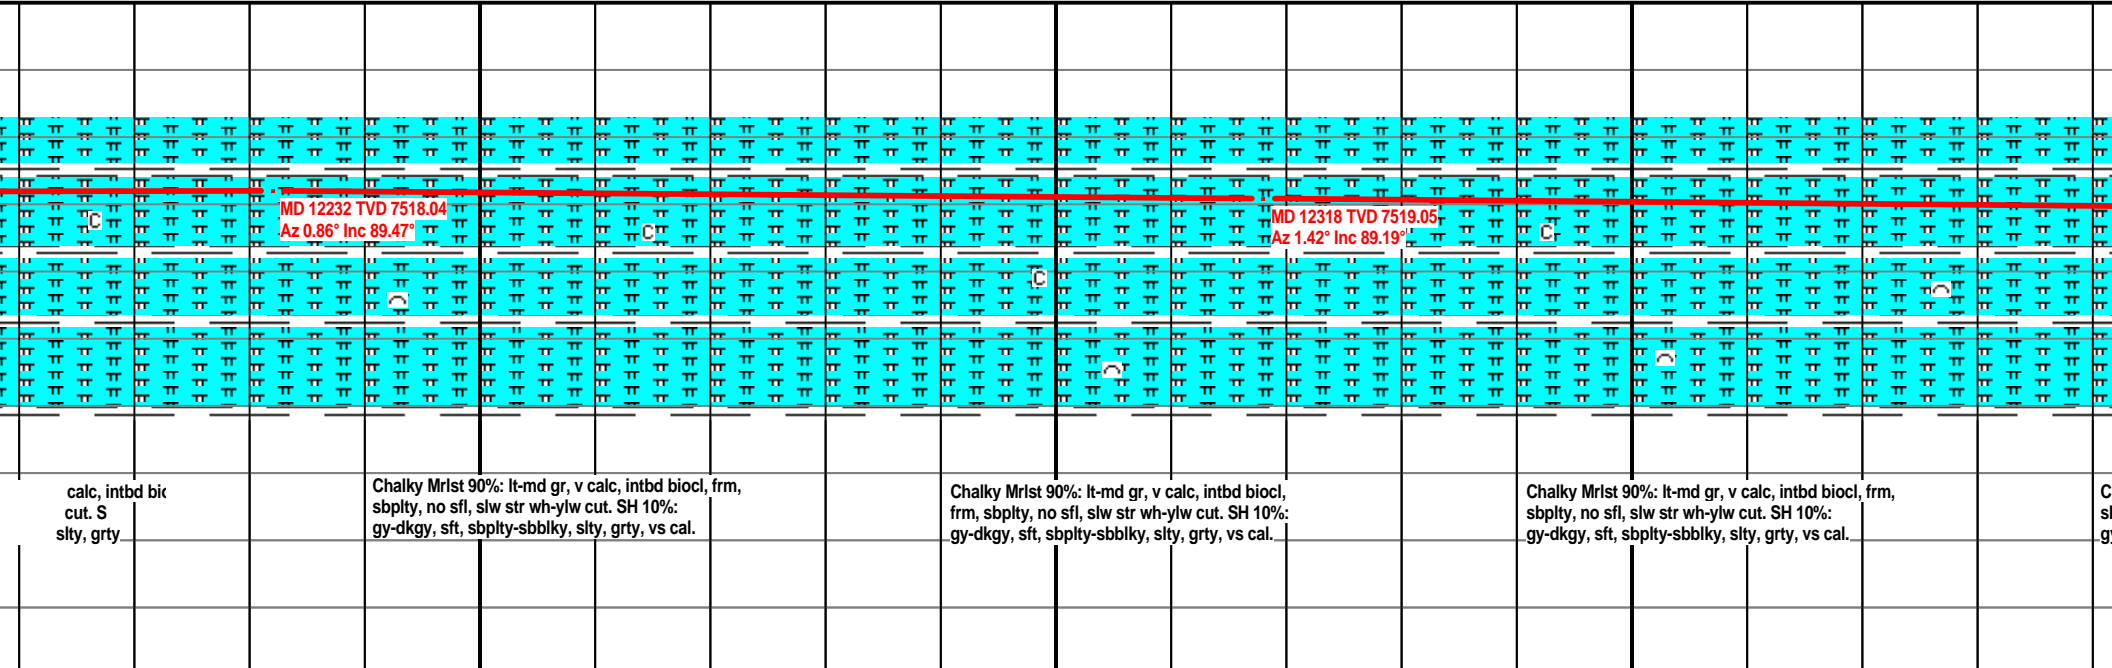 MD 12232 TVD 7518.04
Az 0.86° Inc 89.47°
MD 12318 TVD 7519.05
Az 1.42° Inc 89.19°
C
C
C
C
calc, intbd bio
cut. S
slty, grty
Chalky Mrlst 90%: lt-md gr, v calc, intbd biocl, frm,
sbplty, no sfl, slw str wh-ylw cut. SH 10%:
gy-dkgy, sft, sbplty-sbblky, slty, grty, vs cal.
Chalky Mrlst 90%: lt-md gr, v calc, intbd biocl,
frm, sbplty, no sfl, slw str wh-ylw cut. SH 10%:
gy-dkgy, sft, sbplty-sbblky, slty, grty, vs cal.
Chalky Mrlst 90%: lt-md gr, v calc, intbd biocl, frm,
sbplty, no sfl, slw str wh-ylw cut. SH 10%:
gy-dkgy, sft, sbplty-sbblky, slty, grty, vs cal.